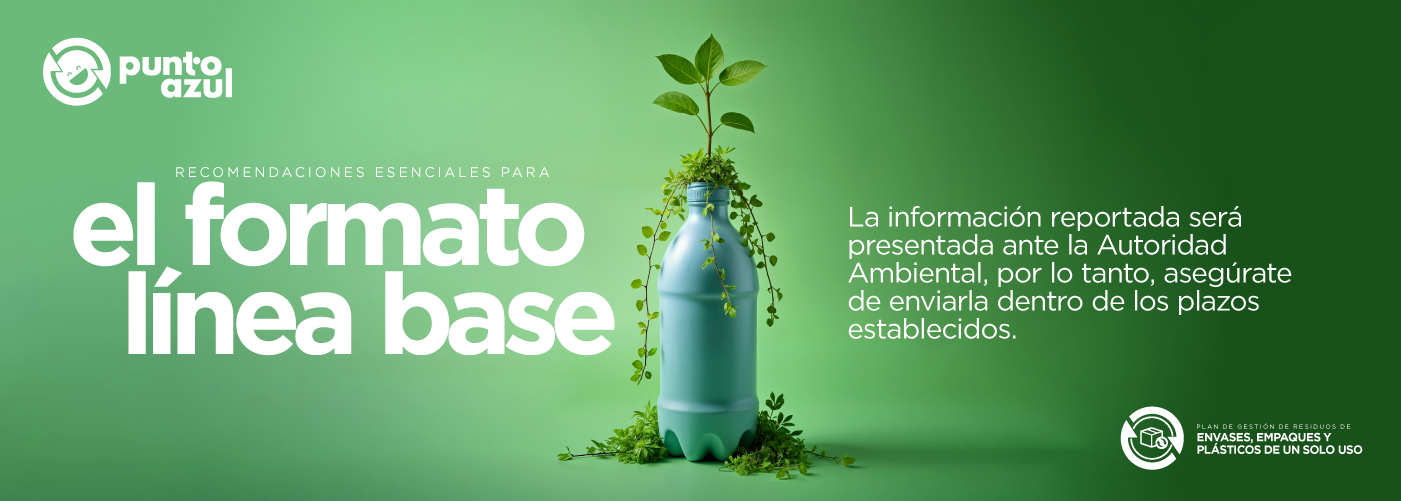 punto
azul
RECOMENDACIONES ESENCIALES PARA
el formato
línea base
La información reportada será
presentada ante la Autoridad
Ambiental, por lo tanto, asegúrate
de enviarla dentro de los plazos
establecidos.
PLAN DE GESTIÓN DE RESIDUOS DE
ENVASES, EMPAQUES Y
PLÁSTICOS DE UN SOLO USO